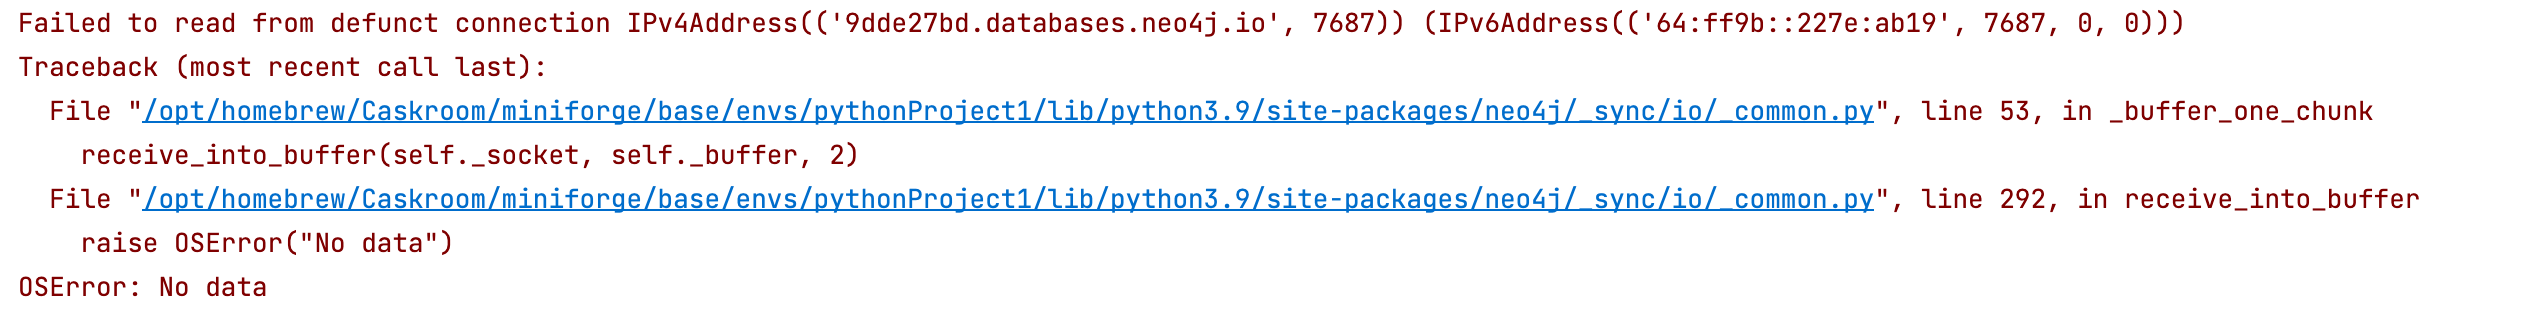 Failed to read from defunct connection IPv4Address(('9dde27bd.databases.neo4j.io', 7687)) (IPv6Address(('64:ff9b::227e:ab19', 7687, 0, 0)))
Traceback (most recent call last):
  File "/opt/homebrew/Caskroom/miniforge/base/envs/pythonProject1/lib/python3.9/site-packages/neo4j/_sync/io/_common.py", line 53, in _buffer_one_chunk
    receive_into_buffer(self._socket, self._buffer, 2)
  File "/opt/homebrew/Caskroom/miniforge/base/envs/pythonProject1/lib/python3.9/site-packages/neo4j/_sync/io/_common.py", line 292, in receive_into_buffer
    raise OSError("No data")
OSError: No data